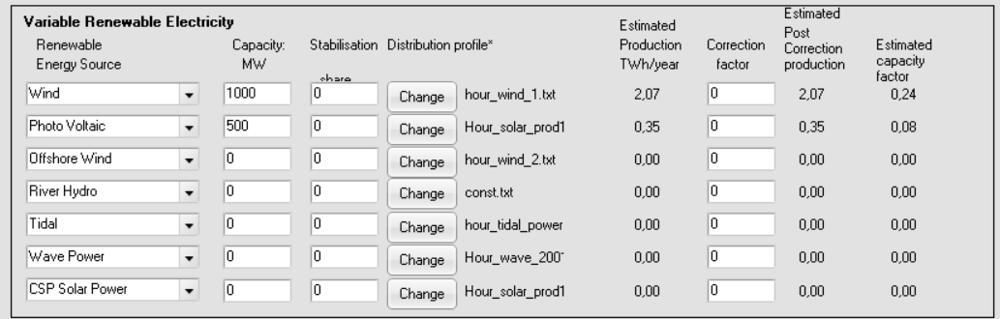 Variable Renewable Electricity
Renewable Energy Source Capacity: MW Stabilisation share Distribution profile* Estimated Production TWh/year Correction factor Estimated Post Correction production Estimated capacity factor
Wind 1000 0 Change hour_wind_1.txt 2,07 0 2,07 0,24
Photo Voltaic 500 0 Change Hour_solar_prod1 0,35 0 0,35 0,08
Offshore Wind 0 0 Change hour_wind_2.txt 0,00 0 0,00 0,00
River Hydro 0 0 Change const.txt 0,00 0 0,00 0,00
Tidal 0 0 Change hour_tidal_power 0,00 0 0,00 0,00
Wave Power 0 0 Change Hour_wave_200 0,00 0 0,00 0,00
CSP Solar Power 0 0 Change Hour_solar_prod1 0,00 0 0,00 0,00